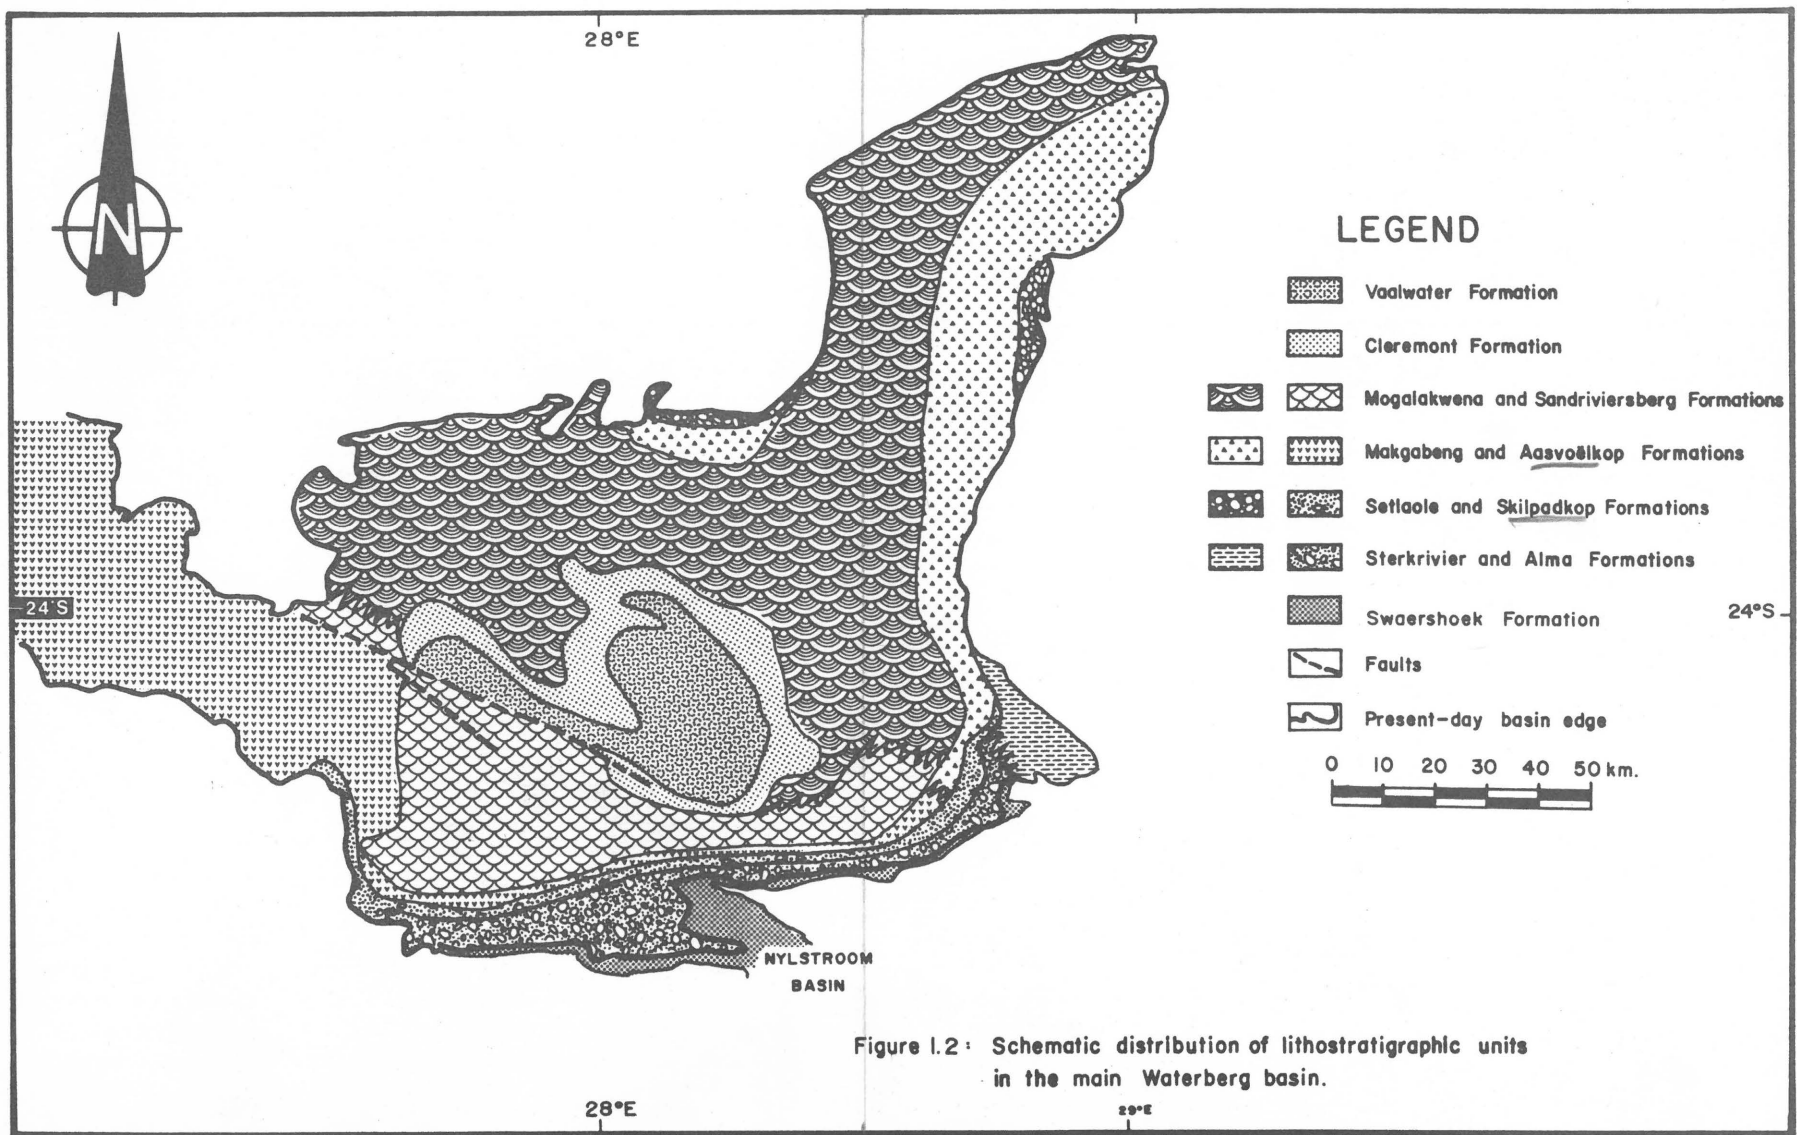 28°E
N
LEGEND
Vaalwater Formation
Cleremont Formation
Mogalakwena and Sandriviersberg Formations
Makgabeng and Aasvoëlkop Formations
Setlaole and Skilpadkop Formations
Sterkrivier and Alma Formations
Swaershoek Formation
Faults
Present-day basin edge
0 10 20 30 40 50 km.
24°S
24°S
NYLSTROOM
BASIN
Figure 1.2: Schematic distribution of lithostratigraphic units
in the main Waterberg basin.
28°E
29°E